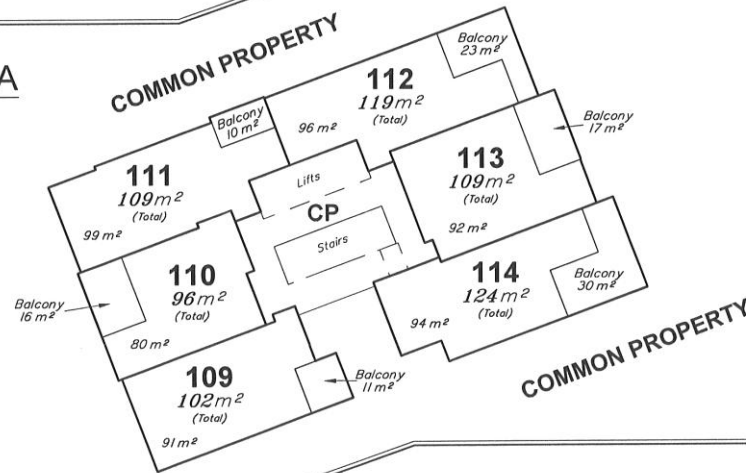 A
COMMON PROPERTY
Balcony
23 m²
112
119m²
(Total)
96 m²
Balcony
10 m²
Balcony
17 m²
111
109m²
(Total)
99 m²
113
109m²
(Total)
92 m²
Lifts
CP
Stairs
110
96m²
(Total)
80 m²
Balcony
16 m²
114
124m²
(Total)
94 m²
Balcony
30 m²
109
102m²
(Total)
91 m²
Balcony
11 m²
COMMON PROPERTY